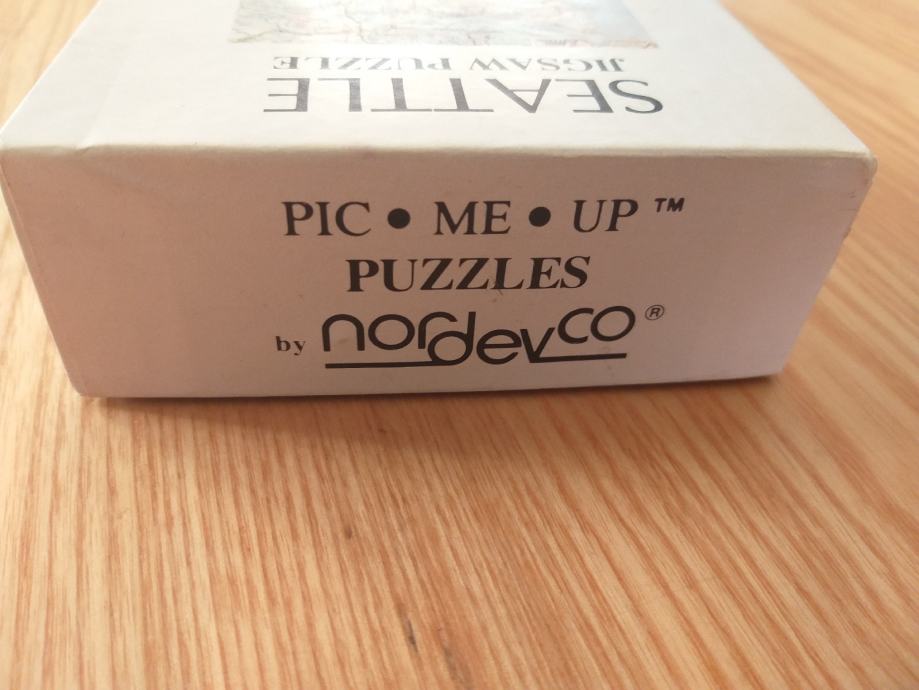 SEATTLE
JIGSAW PUZZLE
PIC • ME • UP ™
PUZZLES
by nordevco ®